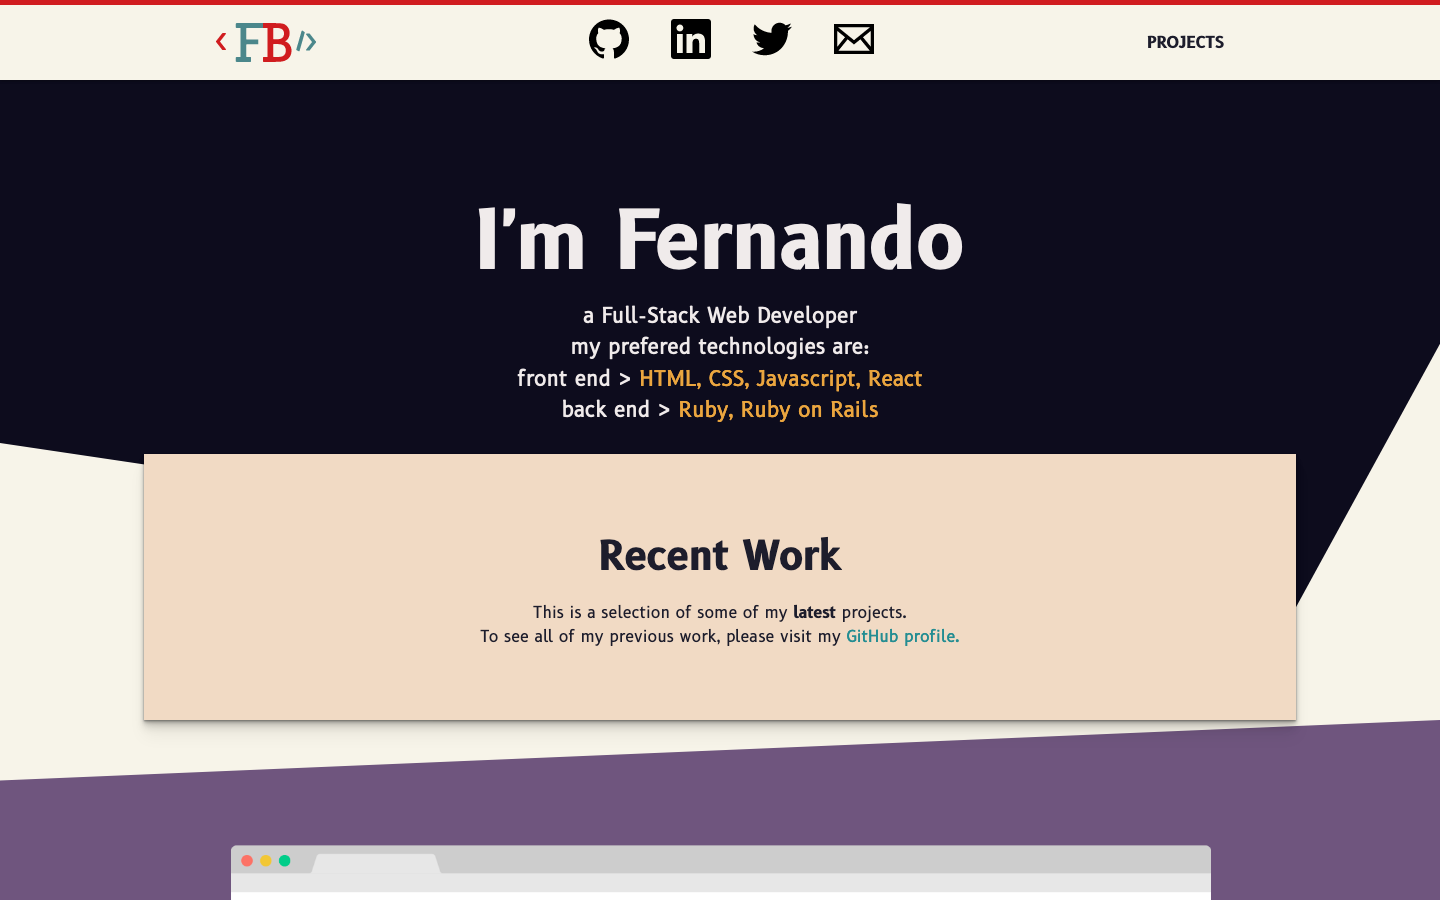 <FB/>
in
PROJECTS
I'm Fernando
a Full-Stack Web Developer
my prefered technologies are:
front end > HTML, CSS, Javascript, React
back end > Ruby, Ruby on Rails
Recent Work
This is a selection of some of my latest projects.
To see all of my previous work, please visit my GitHub profile.